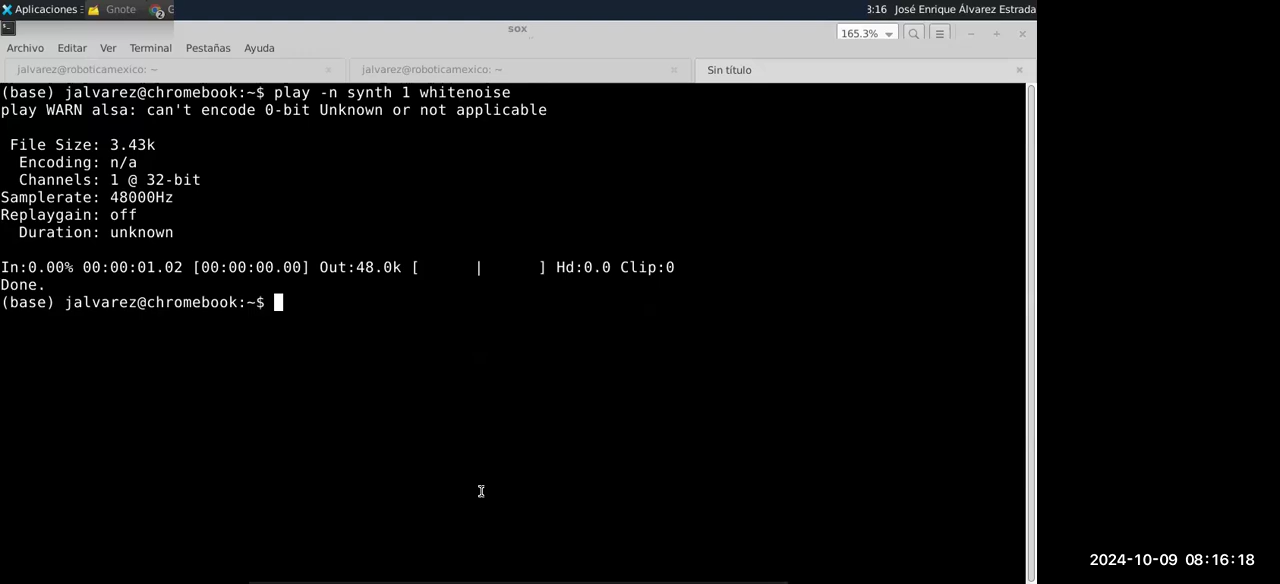 Aplicaciones
Gnote
2
3:16
José Enrique Álvarez Estrada
sox
165.3%
Archivo Editar Ver Terminal Pestañas Ayuda
jalvarez@roboticamexico: ~
jalvarez@roboticamexico: ~
Sin título
(base) jalvarez@chromebook:~$ play -n synth 1 whitenoise
play WARN alsa: can't encode 0-bit Unknown or not applicable
File Size: 3.43k
Encoding: n/a
Channels: 1 @ 32-bit
Samplerate: 48000Hz
Replaygain: off
Duration: unknown
In:0.00% 00:00:01.02 [00:00:00.00] Out:48.0k [      |      ] Hd:0.0 Clip:0
Done.
(base) jalvarez@chromebook:~$
2024-10-09 08:16:18